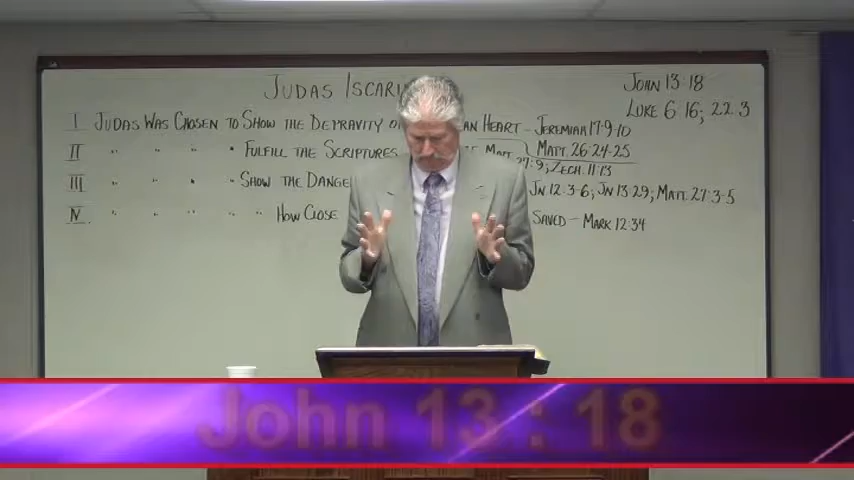 JUDAS ISCARI
JOHN 13:18
LUKE 6:16; 22:3
I JUDAS WAS CHOSEN TO SHOW THE DEPRAVITY O AN HEART - JEREMIAH 17:9-10
II " " " " FULFILL THE SCRIPTURES MATT. 26:24-25
MATT 27:9; ZECH. 11:13
III " " " " SHOW THE DANGE JN 12:3-6; JN 13:29; MATT. 27:3-5
IV " " " " " HOW CLOSE SAVED - MARK 12:34
John 13 : 18